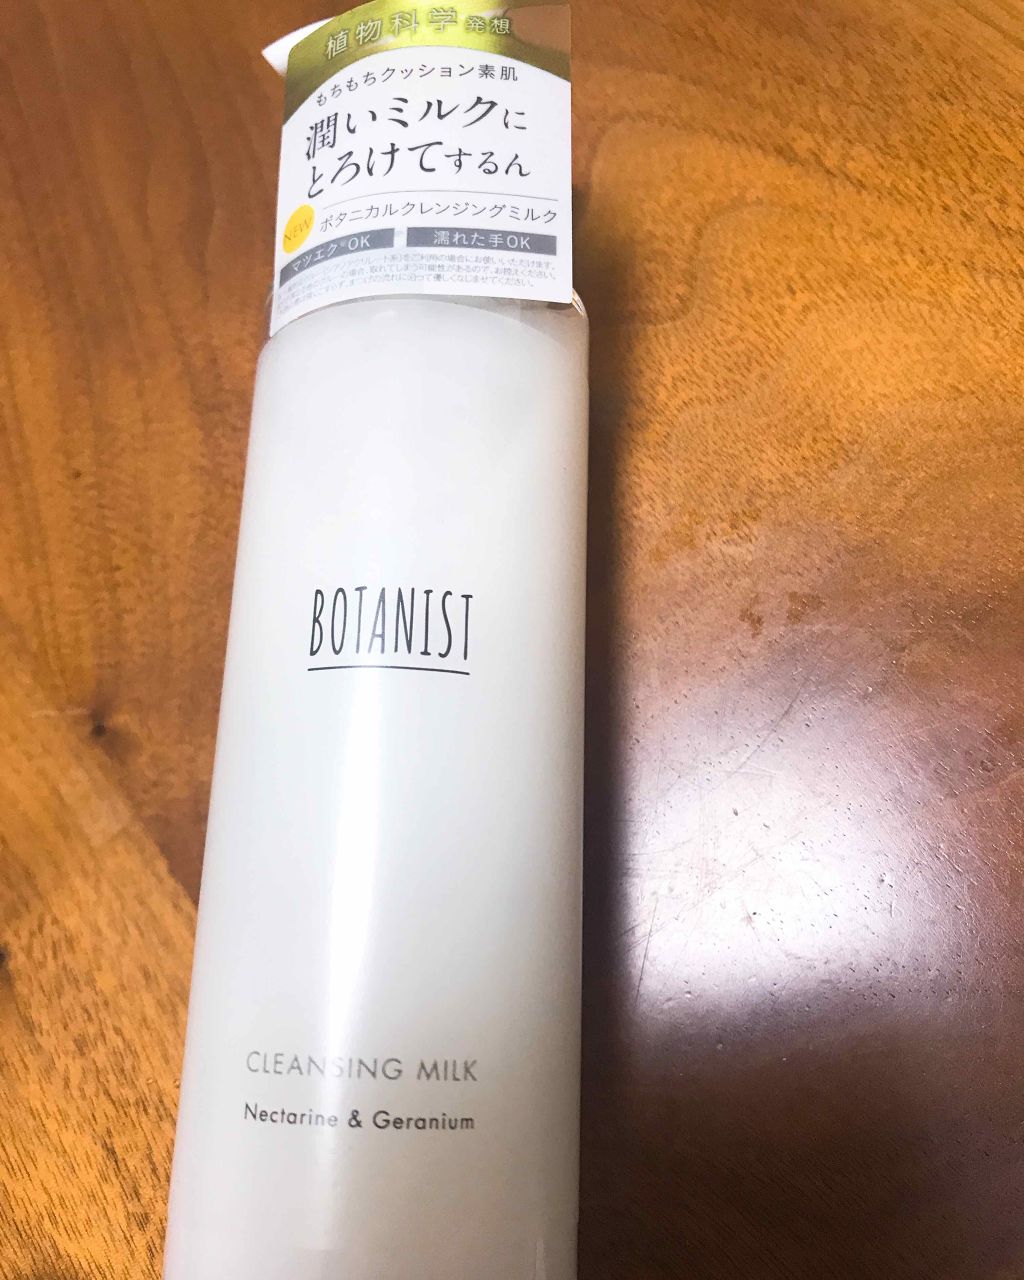 植物科学発想
もちもちクッション素肌
潤いミルクに
とろけてするん
NEW
ボタニカルクレンジングミルク
マツエク※OK 濡れた手OK
BOTANIST
CLEANSING MILK
Nectarine & Geranium